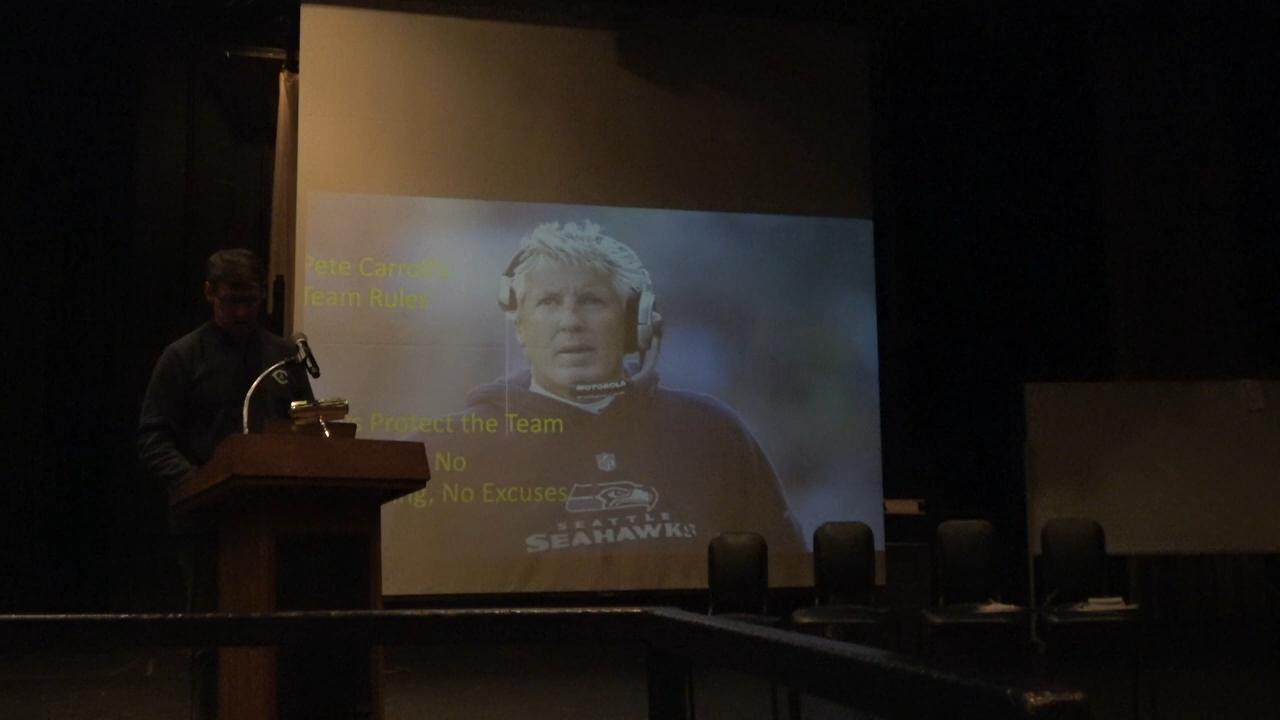 Pete Carroll's
Team Rules
Protect the Team
No
No Excuses
MOTOROLA
NFL
SEATTLE
SEAHAWKS